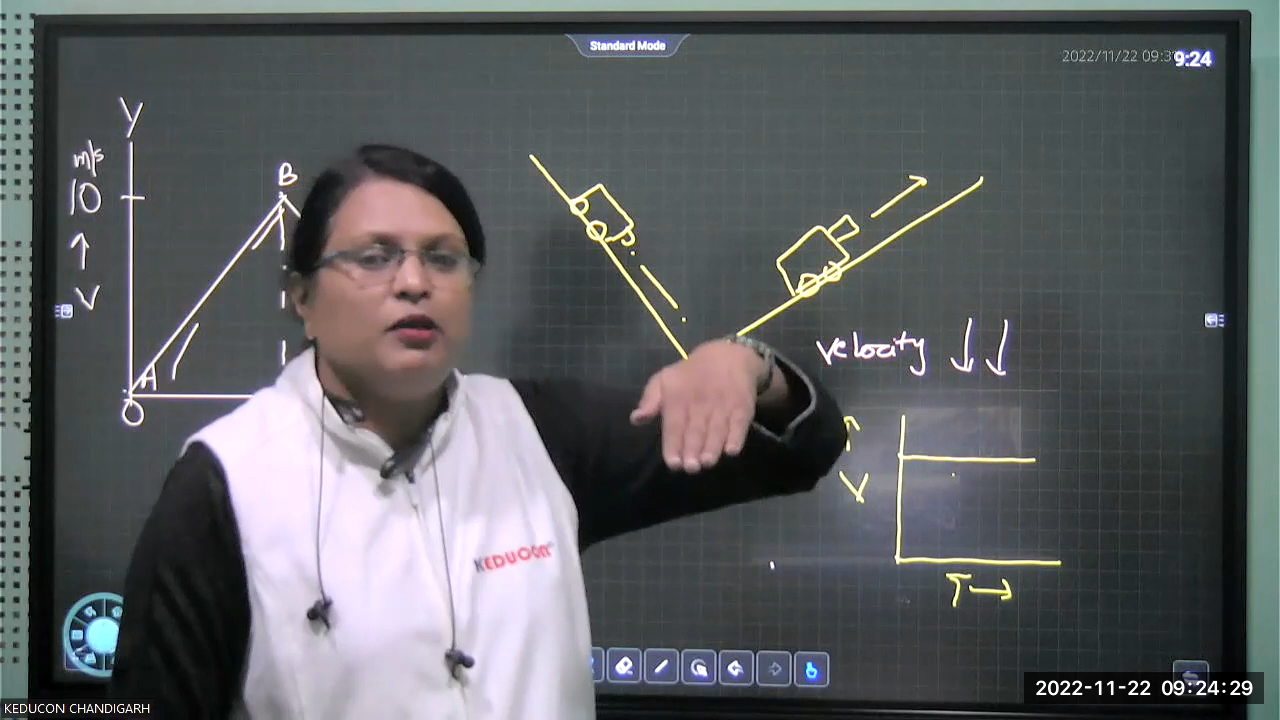 Standard Mode
2022/11/22 09:3
9:24
Y
m/s
10
V
B
A
O
velocity ↓↓
V
T→
KEDUCON
KEDUCON CHANDIGARH
2022-11-22 09:24:29